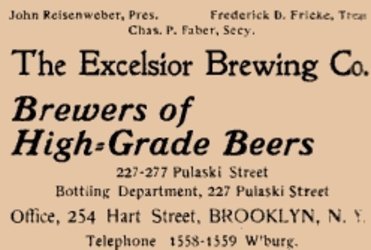 John Reisenweber, Pres. Frederick D. Fricke, Treas
Chas. P. Faber, Secy.
The Excelsior Brewing Co.
Brewers of
High-Grade Beers
227-277 Pulaski Street
Bottling Department, 227 Pulaski Street
Office, 254 Hart Street, BROOKLYN, N. Y.
Telephone 1558-1559 W'burg.